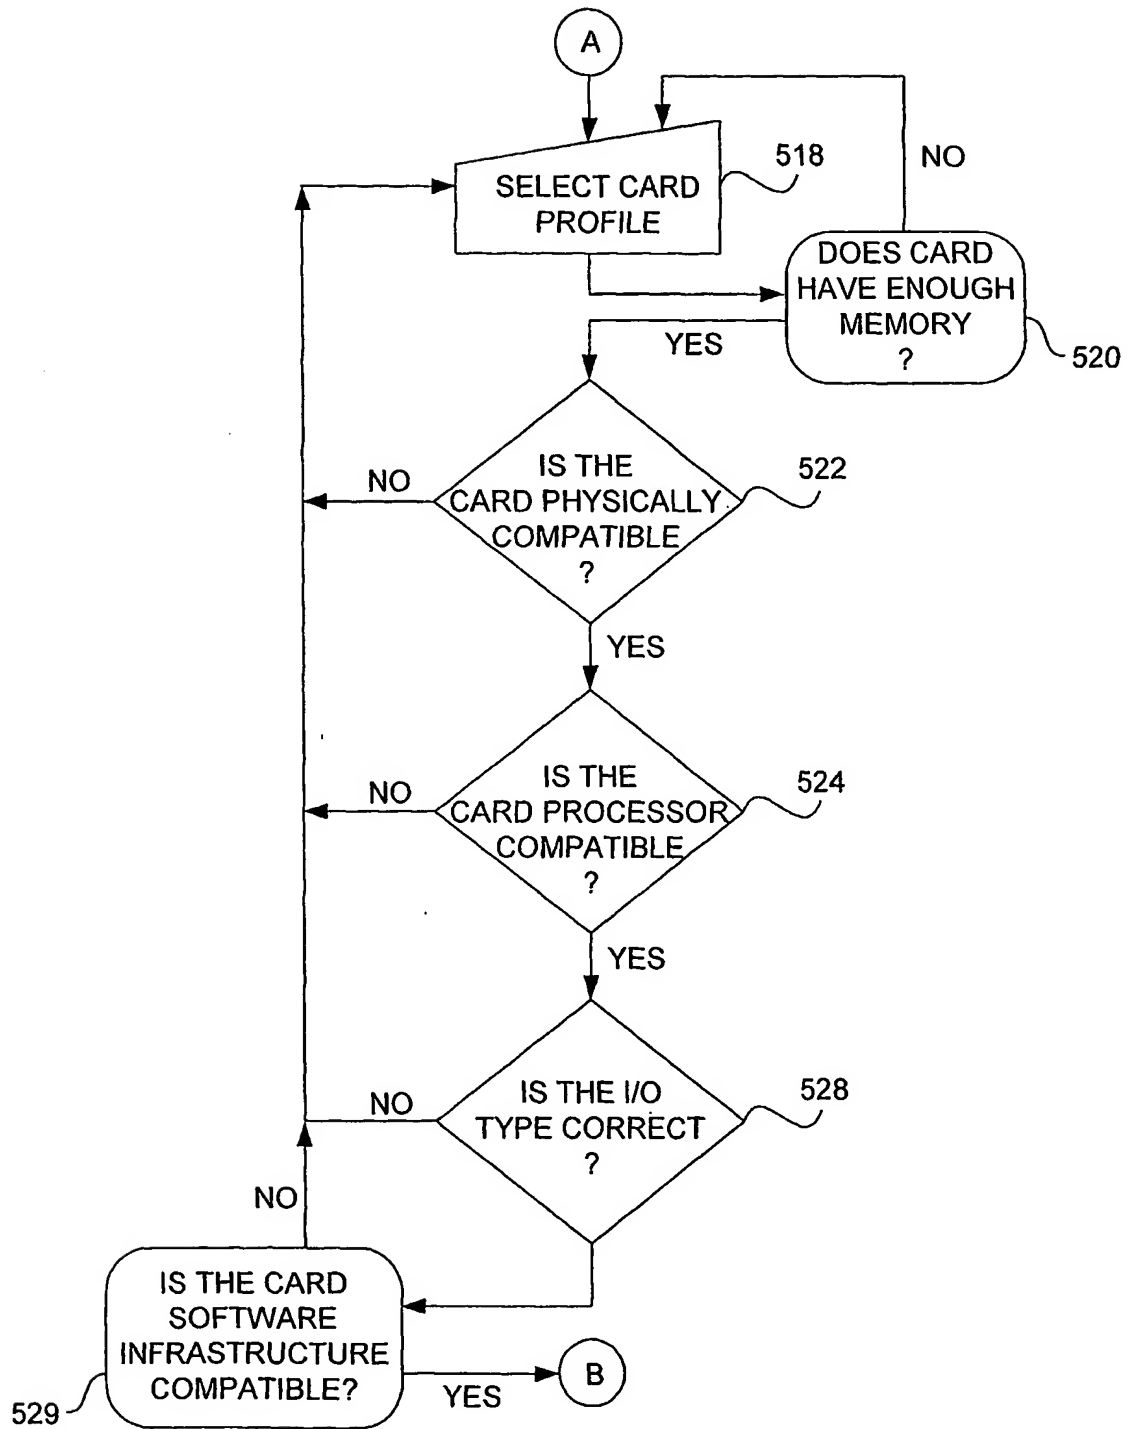 A
NO
518
SELECT CARD
PROFILE
DOES CARD
HAVE ENOUGH
MEMORY
?
520
YES
IS THE
CARD PHYSICALLY
COMPATIBLE
?
522
NO
YES
IS THE
CARD PROCESSOR
COMPATIBLE
?
524
NO
YES
IS THE I/O
TYPE CORRECT
?
528
NO
NO
IS THE CARD
SOFTWARE
INFRASTRUCTURE
COMPATIBLE?
529
YES
B